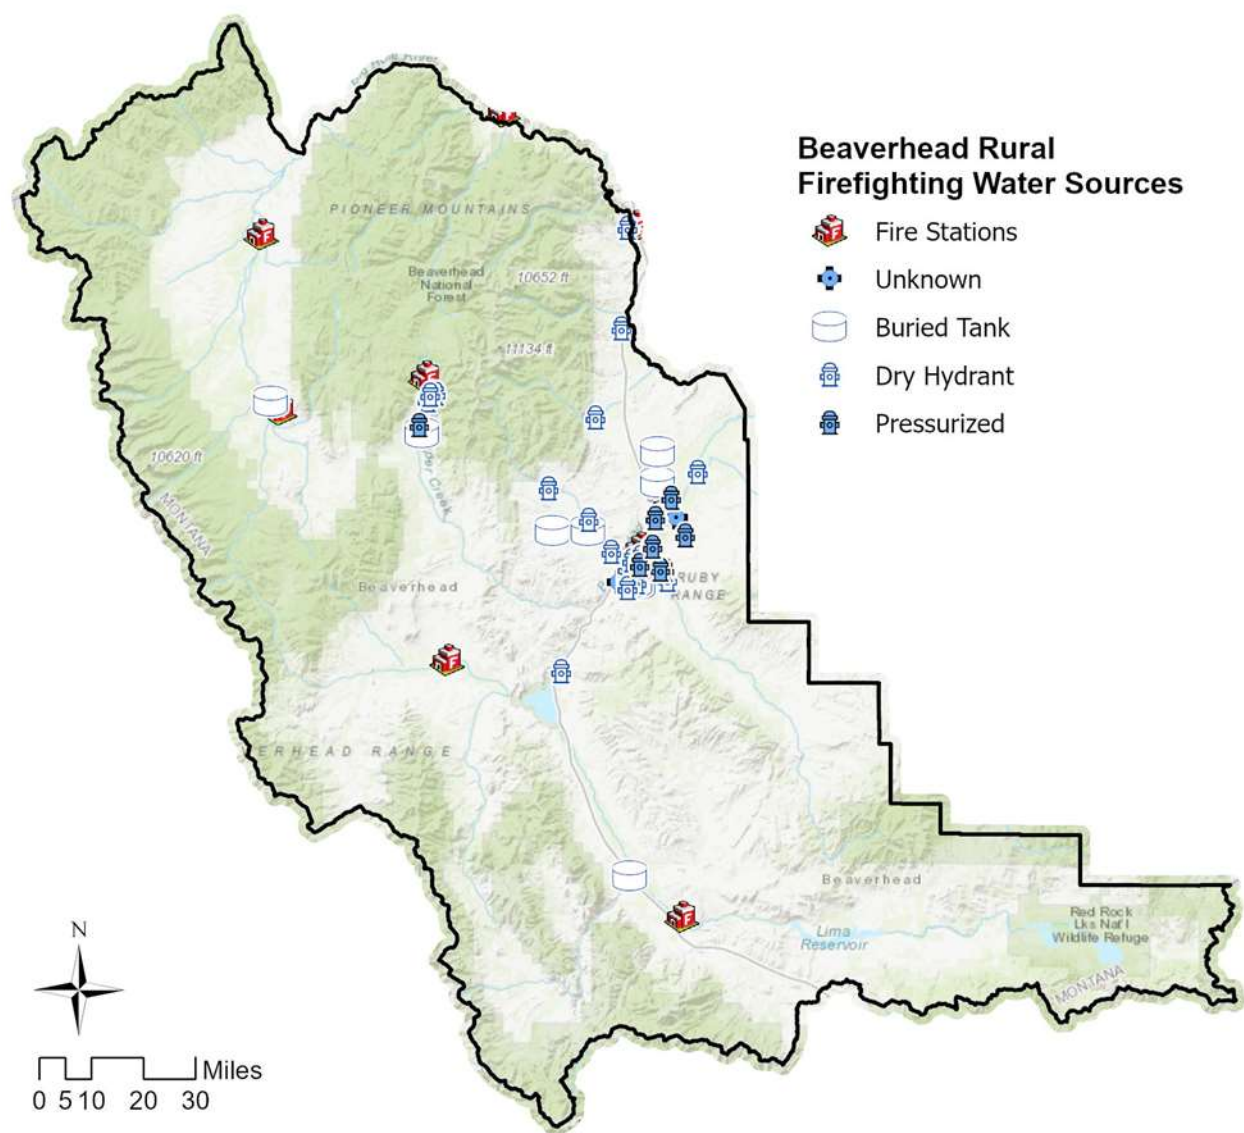 Beaverhead Rural
Firefighting Water Sources
Fire Stations
Unknown
Buried Tank
Dry Hydrant
Pressurized
PIONEER MOUNTAINS
Beaverhead
National
Forest
10652 ft
11134 ft
10620 ft
MONTANA
Creek
Beaverhead
RUBY
RANGE
ERHEAD RANGE
Beaverhead
Lima
Reservoir
Red Rock
Lks Nat'l
Wildlife Refuge
MONTANA
N
Miles
0 5 10 20 30